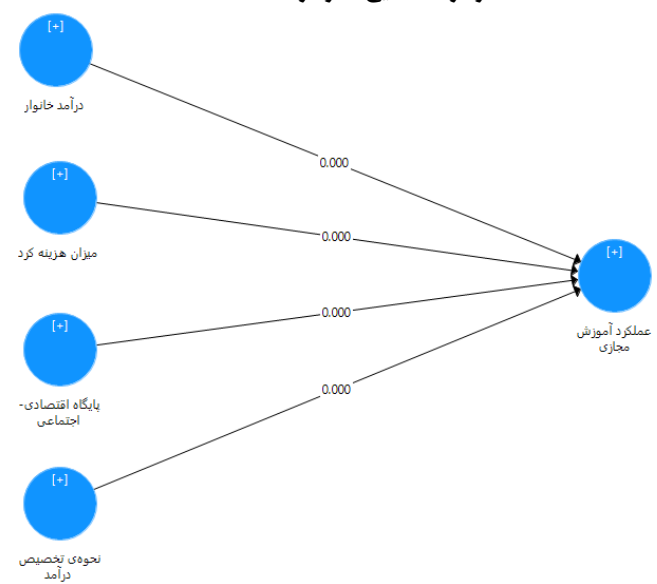 [+]
درآمد خانوار
0.000
[+]
میزان هزینه کرد
0.000
[+]
عملکرد آموزش
مجازی
[+]
0.000
پایگاه اقتصادی-
اجتماعی
0.000
[+]
نحوه‌ی تخصیص
درآمد